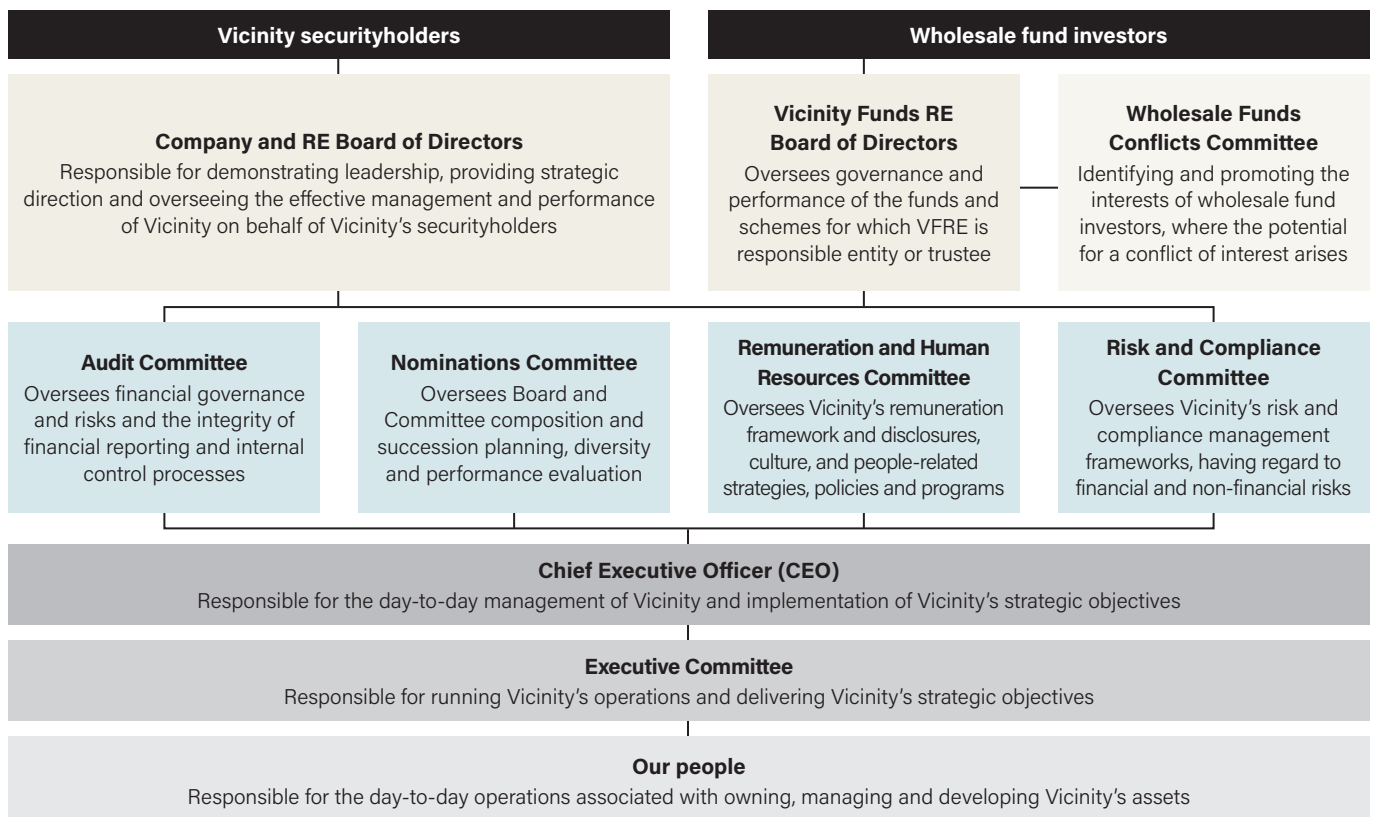 Vicinity securityholders
Wholesale fund investors
Company and RE Board of Directors
Responsible for demonstrating leadership, providing strategic
direction and overseeing the effective management and performance
of Vicinity on behalf of Vicinity’s securityholders
Vicinity Funds RE
Board of Directors
Oversees governance and
performance of the funds and
schemes for which VFRE is
responsible entity or trustee
Wholesale Funds
Conflicts Committee
Identifying and promoting the
interests of wholesale fund
investors, where the potential
for a conflict of interest arises
Audit Committee
Oversees financial governance
and risks and the integrity of
financial reporting and internal
control processes
Nominations Committee
Oversees Board and
Committee composition and
succession planning, diversity
and performance evaluation
Remuneration and Human
Resources Committee
Oversees Vicinity’s remuneration
framework and disclosures,
culture, and people-related
strategies, policies and programs
Risk and Compliance
Committee
Oversees Vicinity’s risk and
compliance management
frameworks, having regard to
financial and non-financial risks
Chief Executive Officer (CEO)
Responsible for the day-to-day management of Vicinity and implementation of Vicinity’s strategic objectives
Executive Committee
Responsible for running Vicinity’s operations and delivering Vicinity’s strategic objectives
Our people
Responsible for the day-to-day operations associated with owning, managing and developing Vicinity’s assets